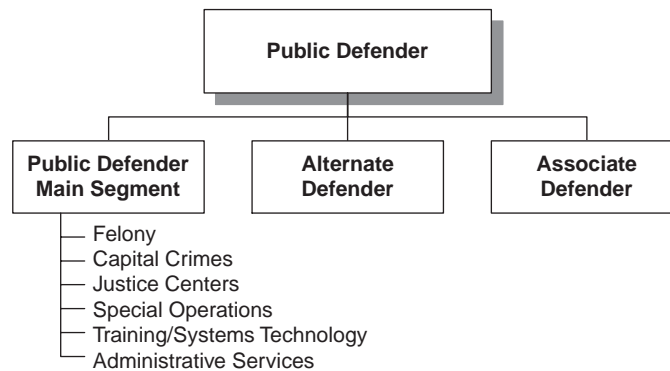 Public Defender
Public Defender
Main Segment
Alternate
Defender
Associate
Defender
Felony
Capital Crimes
Justice Centers
Special Operations
Training/Systems Technology
Administrative Services